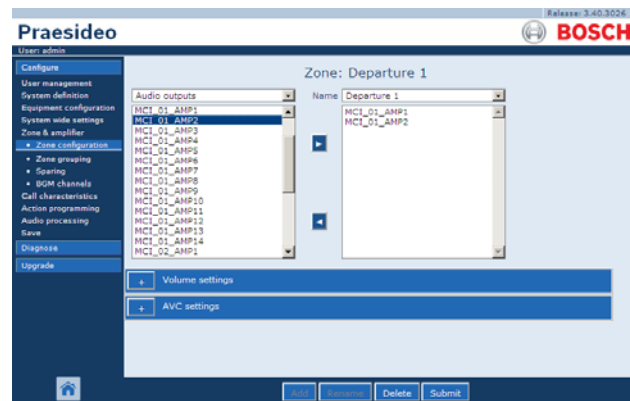 Release: 3.40.3026
Praesideo
BOSCH
User: admin
Configure
User management
System definition
Equipment configuration
System wide settings
Zone & amplifier
• Zone configuration
• Zone grouping
• Sparing
• BGM channels
Call characteristics
Action programming
Audio processing
Save
Diagnose
Upgrade
Zone: Departure 1
Audio outputs
MCI_01_AMP1
MCI_01_AMP2
MCI_01_AMP3
MCI_01_AMP4
MCI_01_AMP5
MCI_01_AMP6
MCI_01_AMP7
MCI_01_AMP8
MCI_01_AMP9
MCI_01_AMP10
MCI_01_AMP11
MCI_01_AMP12
MCI_01_AMP13
MCI_01_AMP14
MCI_02_AMP1
Name Departure 1
MCI_01_AMP1
MCI_01_AMP2
+ Volume settings
+ AVC settings
Add Rename Delete Submit